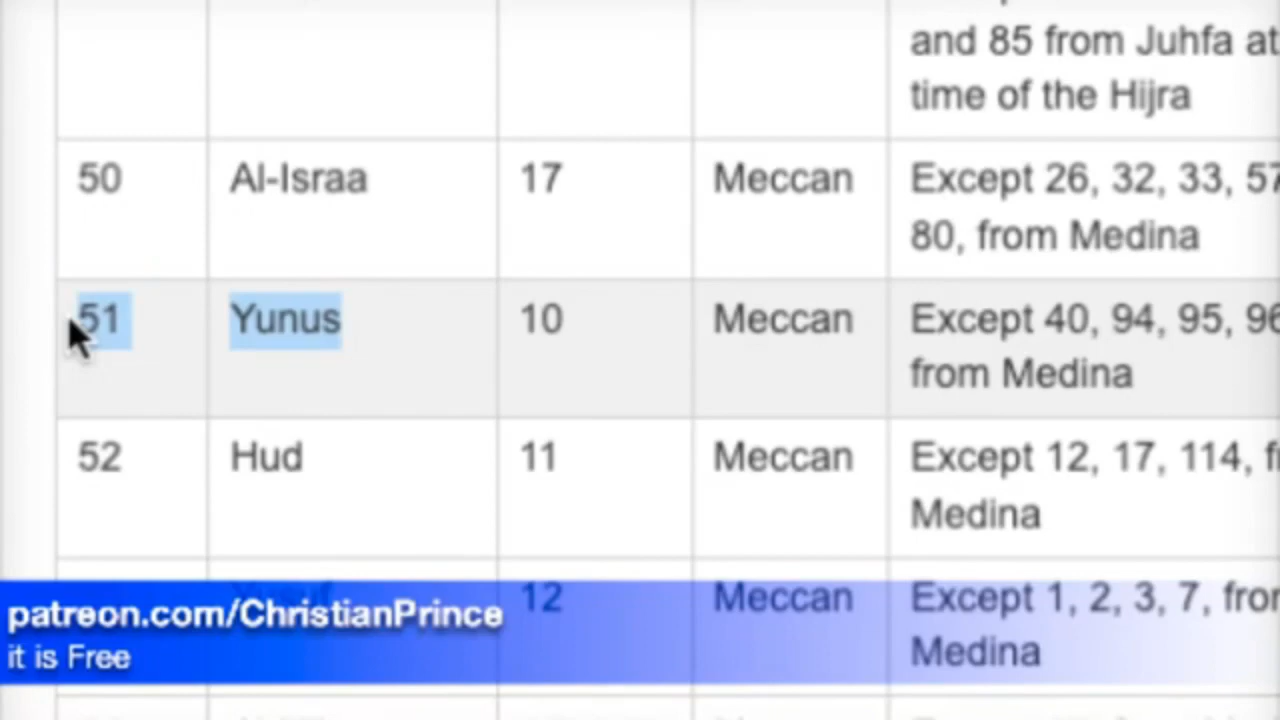 and 85 from Juhfa at
time of the Hijra
50 Al-Israa 17 Meccan Except 26, 32, 33, 57
80, from Medina
51 Yunus 10 Meccan Except 40, 94, 95, 96
from Medina
52 Hud 11 Meccan Except 12, 17, 114, f
Medina
Yusuf 12 Meccan Except 1, 2, 3, 7, from
Medina
patreon.com/ChristianPrince
it is Free